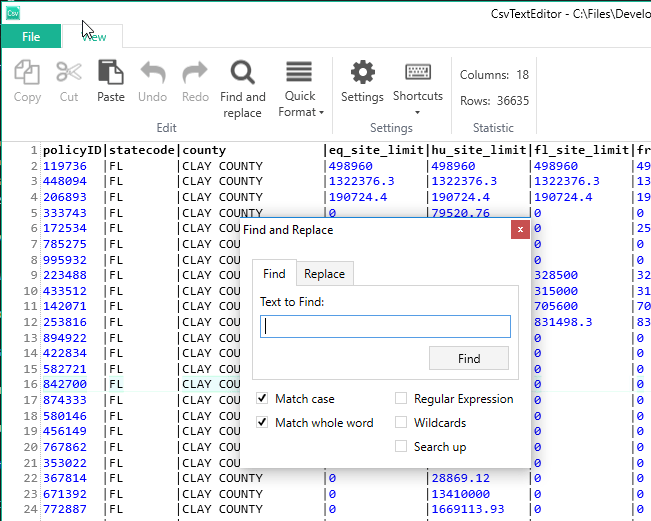 Csv CsvTextEditor - C:\Files\Develo
File View
Copy Cut Paste Undo Redo Find and replace Quick Format Settings Shortcuts
Columns: 18
Rows: 36635
Edit Settings Statistic
1 policyID|statecode|county |eq_site_limit|hu_site_limit|fl_site_limit|fr
2 119736 |FL |CLAY COUNTY |498960 |498960 |498960 |49
3 448094 |FL |CLAY COUNTY |1322376.3 |1322376.3 |1322376.3 |13
4 206893 |FL |CLAY COUNTY |190724.4 |190724.4 |190724.4 |19
5 333743 |FL |CLAY COUNTY |0 |79520.76 |0 |0
6 172534 |FL |CLAY COU |0 |25
7 785275 |FL |CLAY COU |0 |0
8 995932 |FL |CLAY COU |0 |0
9 223488 |FL |CLAY COU |328500 |32
10 433512 |FL |CLAY COU |315000 |31
11 142071 |FL |CLAY COU |705600 |70
12 253816 |FL |CLAY COU |831498.3 |83
13 894922 |FL |CLAY COU |0 |0
14 422834 |FL |CLAY COU |0 |0
15 582721 |FL |CLAY COU |0 |0
16 842700 |FL |CLAY COU |0 |0
17 874333 |FL |CLAY COU |0 |0
18 580146 |FL |CLAY COU |0 |0
19 456149 |FL |CLAY COU |0 |0
20 767862 |FL |CLAY COU |0 |0
21 353022 |FL |CLAY COU |0 |0
22 367814 |FL |CLAY COUNTY |0 |28869.12 |0 |0
23 671392 |FL |CLAY COUNTY |0 |13410000 |0 |0
24 772887 |FL |CLAY COUNTY |0 |1669113.93 |0 |0
Find and Replace x
Find Replace
Text to Find:
Find
Match case Regular Expression
Match whole word Wildcards
Search up